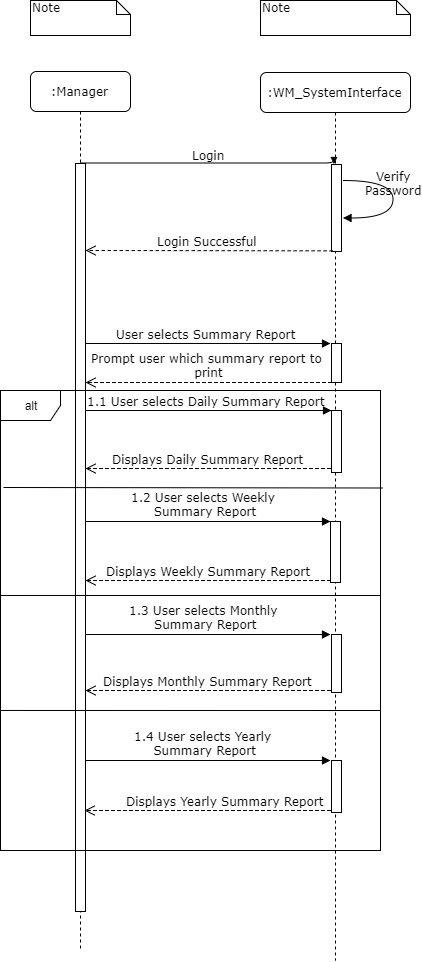 Note
Note
:Manager
:WM_SystemInterface
Login
Verify
Password
Login Successful
User selects Summary Report
Prompt user which summary report to
print
alt
1.1 User selects Daily Summary Report
Displays Daily Summary Report
1.2 User selects Weekly
Summary Report
Displays Weekly Summary Report
1.3 User selects Monthly
Summary Report
Displays Monthly Summary Report
1.4 User selects Yearly
Summary Report
Displays Yearly Summary Report